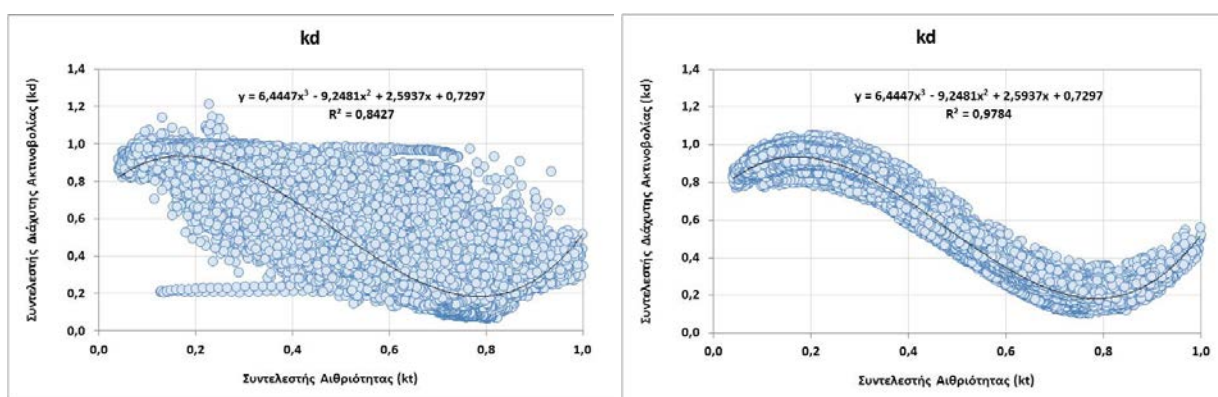 kd
Συντελεστής Διάχυτης Ακτινοβολίας (kd)
1,4
1,2
1,0
0,8
0,6
0,4
0,2
0,0
y = 6,4447x³ - 9,2481x² + 2,5937x + 0,7297
R² = 0,8427
0,0 0,2 0,4 0,6 0,8 1,0
Συντελεστής Αιθριότητας (kt)
kd
Συντελεστής Διάχυτης Ακτινοβολίας (kd)
1,4
1,2
1,0
0,8
0,6
0,4
0,2
0,0
y = 6,4447x³ - 9,2481x² + 2,5937x + 0,7297
R² = 0,9784
0,0 0,2 0,4 0,6 0,8 1,0
Συντελεστής Αιθριότητας (kt)